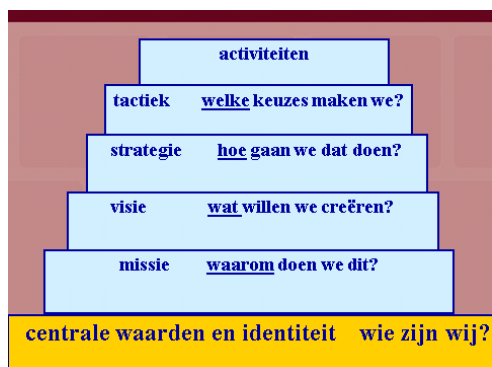 activiteiten
tactiek welke keuzes maken we?
strategie hoe gaan we dat doen?
visie wat willen we creëren?
missie waarom doen we dit?
centrale waarden en identiteit wie zijn wij?